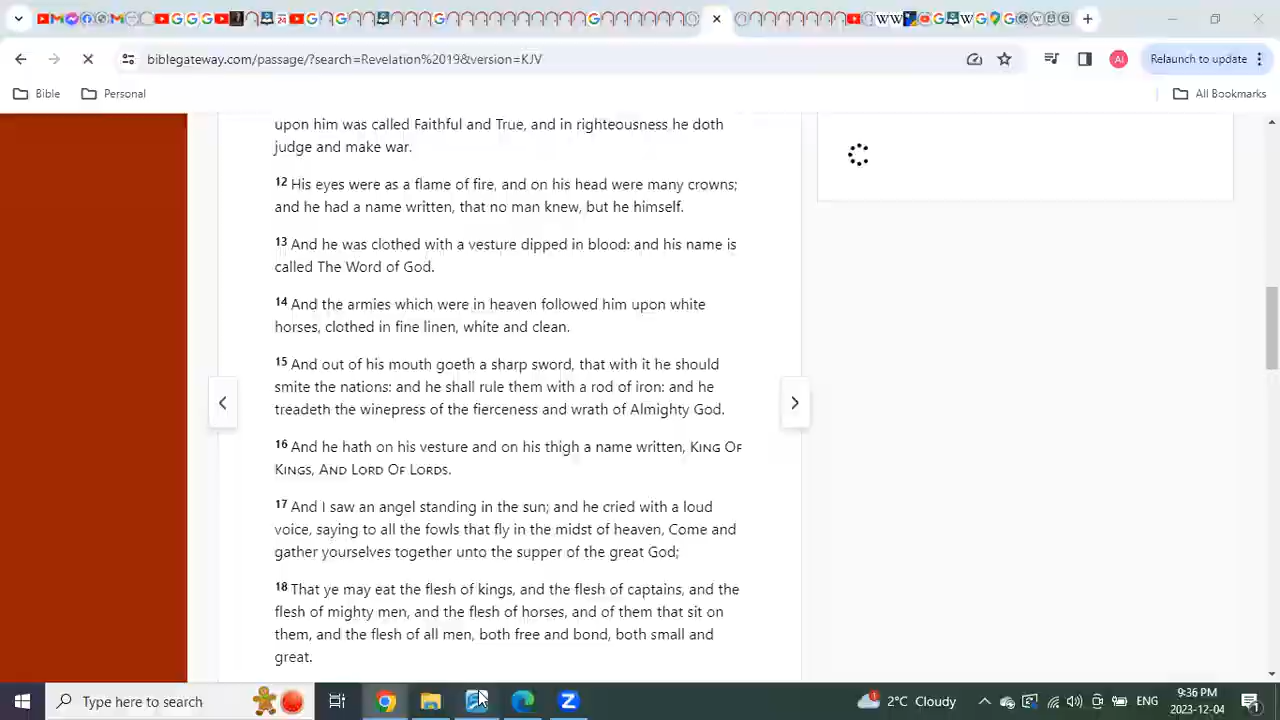 biblegateway.com/passage/?search=Revelation%2019&version=KJV
AI
Relaunch to update
Bible
Personal
All Bookmarks
upon him was called Faithful and True, and in righteousness he doth
judge and make war.
12 His eyes were as a flame of fire, and on his head were many crowns;
and he had a name written, that no man knew, but he himself.
13 And he was clothed with a vesture dipped in blood: and his name is
called The Word of God.
14 And the armies which were in heaven followed him upon white
horses, clothed in fine linen, white and clean.
15 And out of his mouth goeth a sharp sword, that with it he should
smite the nations: and he shall rule them with a rod of iron: and he
treadeth the winepress of the fierceness and wrath of Almighty God.
16 And he hath on his vesture and on his thigh a name written, King Of
Kings, And Lord Of Lords.
17 And I saw an angel standing in the sun; and he cried with a loud
voice, saying to all the fowls that fly in the midst of heaven, Come and
gather yourselves together unto the supper of the great God;
18 That ye may eat the flesh of kings, and the flesh of captains, and the
flesh of mighty men, and the flesh of horses, and of them that sit on
them, and the flesh of all men, both free and bond, both small and
great.
Type here to search
1
2°C Cloudy
ENG
9:36 PM
2023-12-04
1